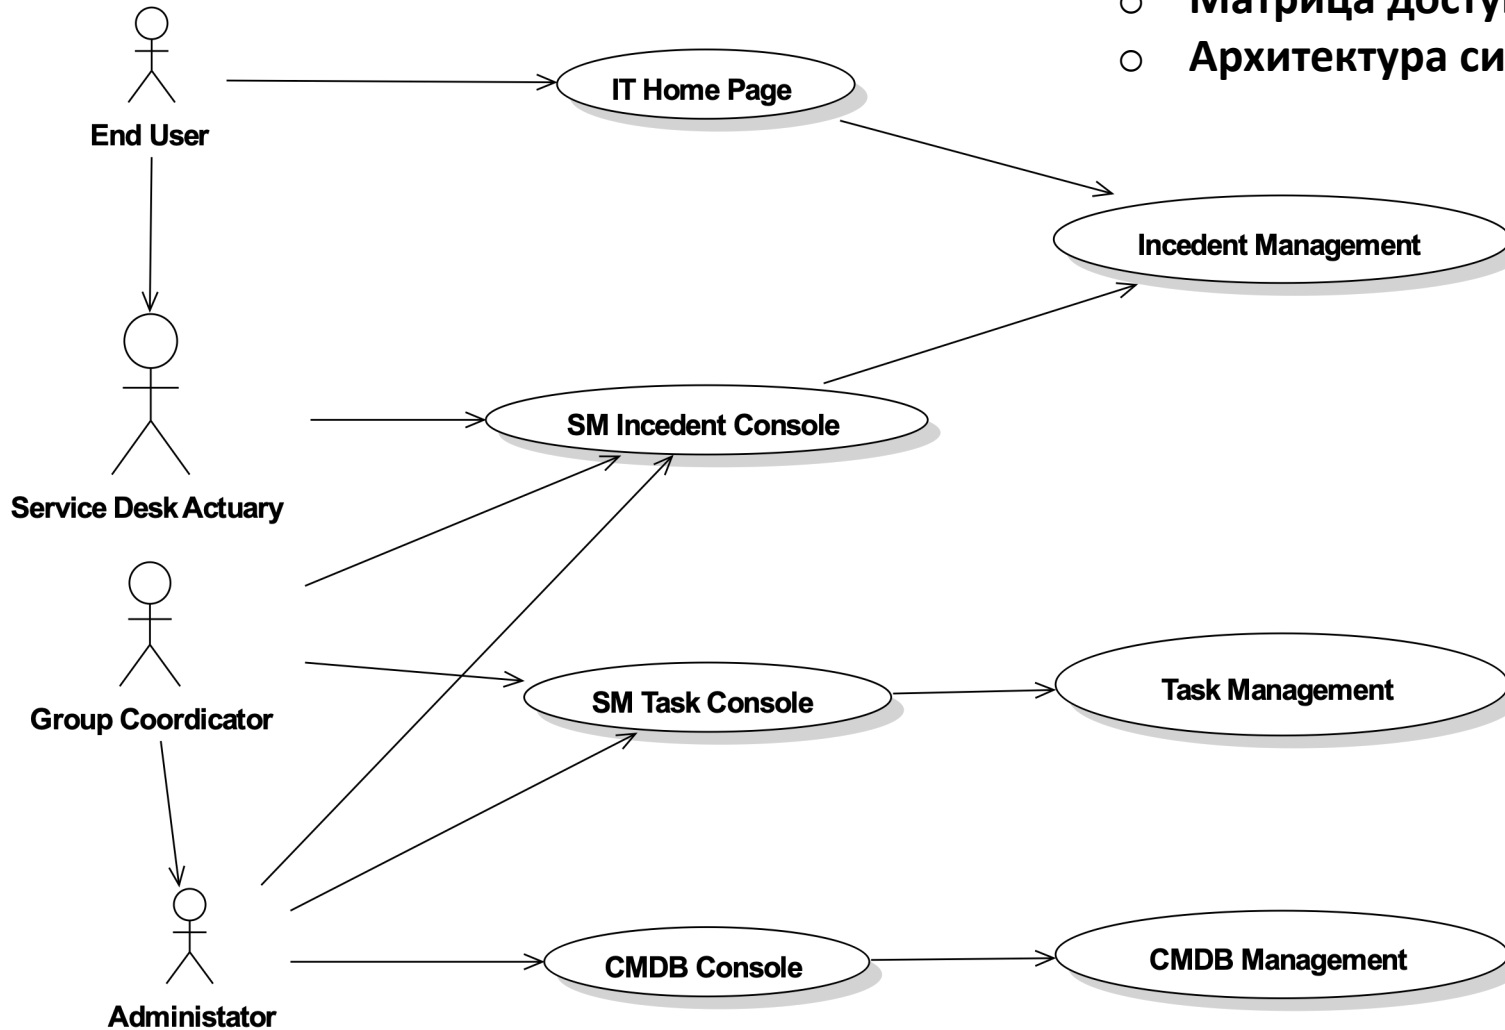 Матрица
Архитектура
IT Home Page
End User
Incedent Management
SM Incedent Console
Service Desk Actuary
SM Task Console
Task Management
Group Coordicator
CMDB Console
CMDB Management
Administator